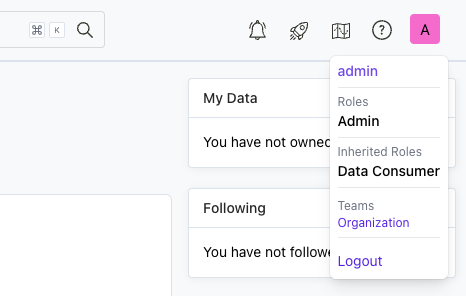 ⌘ K
A
admin
My Data
Roles
Admin
You have not owned
Inherited Roles
Data Consumer
Following
Teams
Organization
You have not followe
Logout